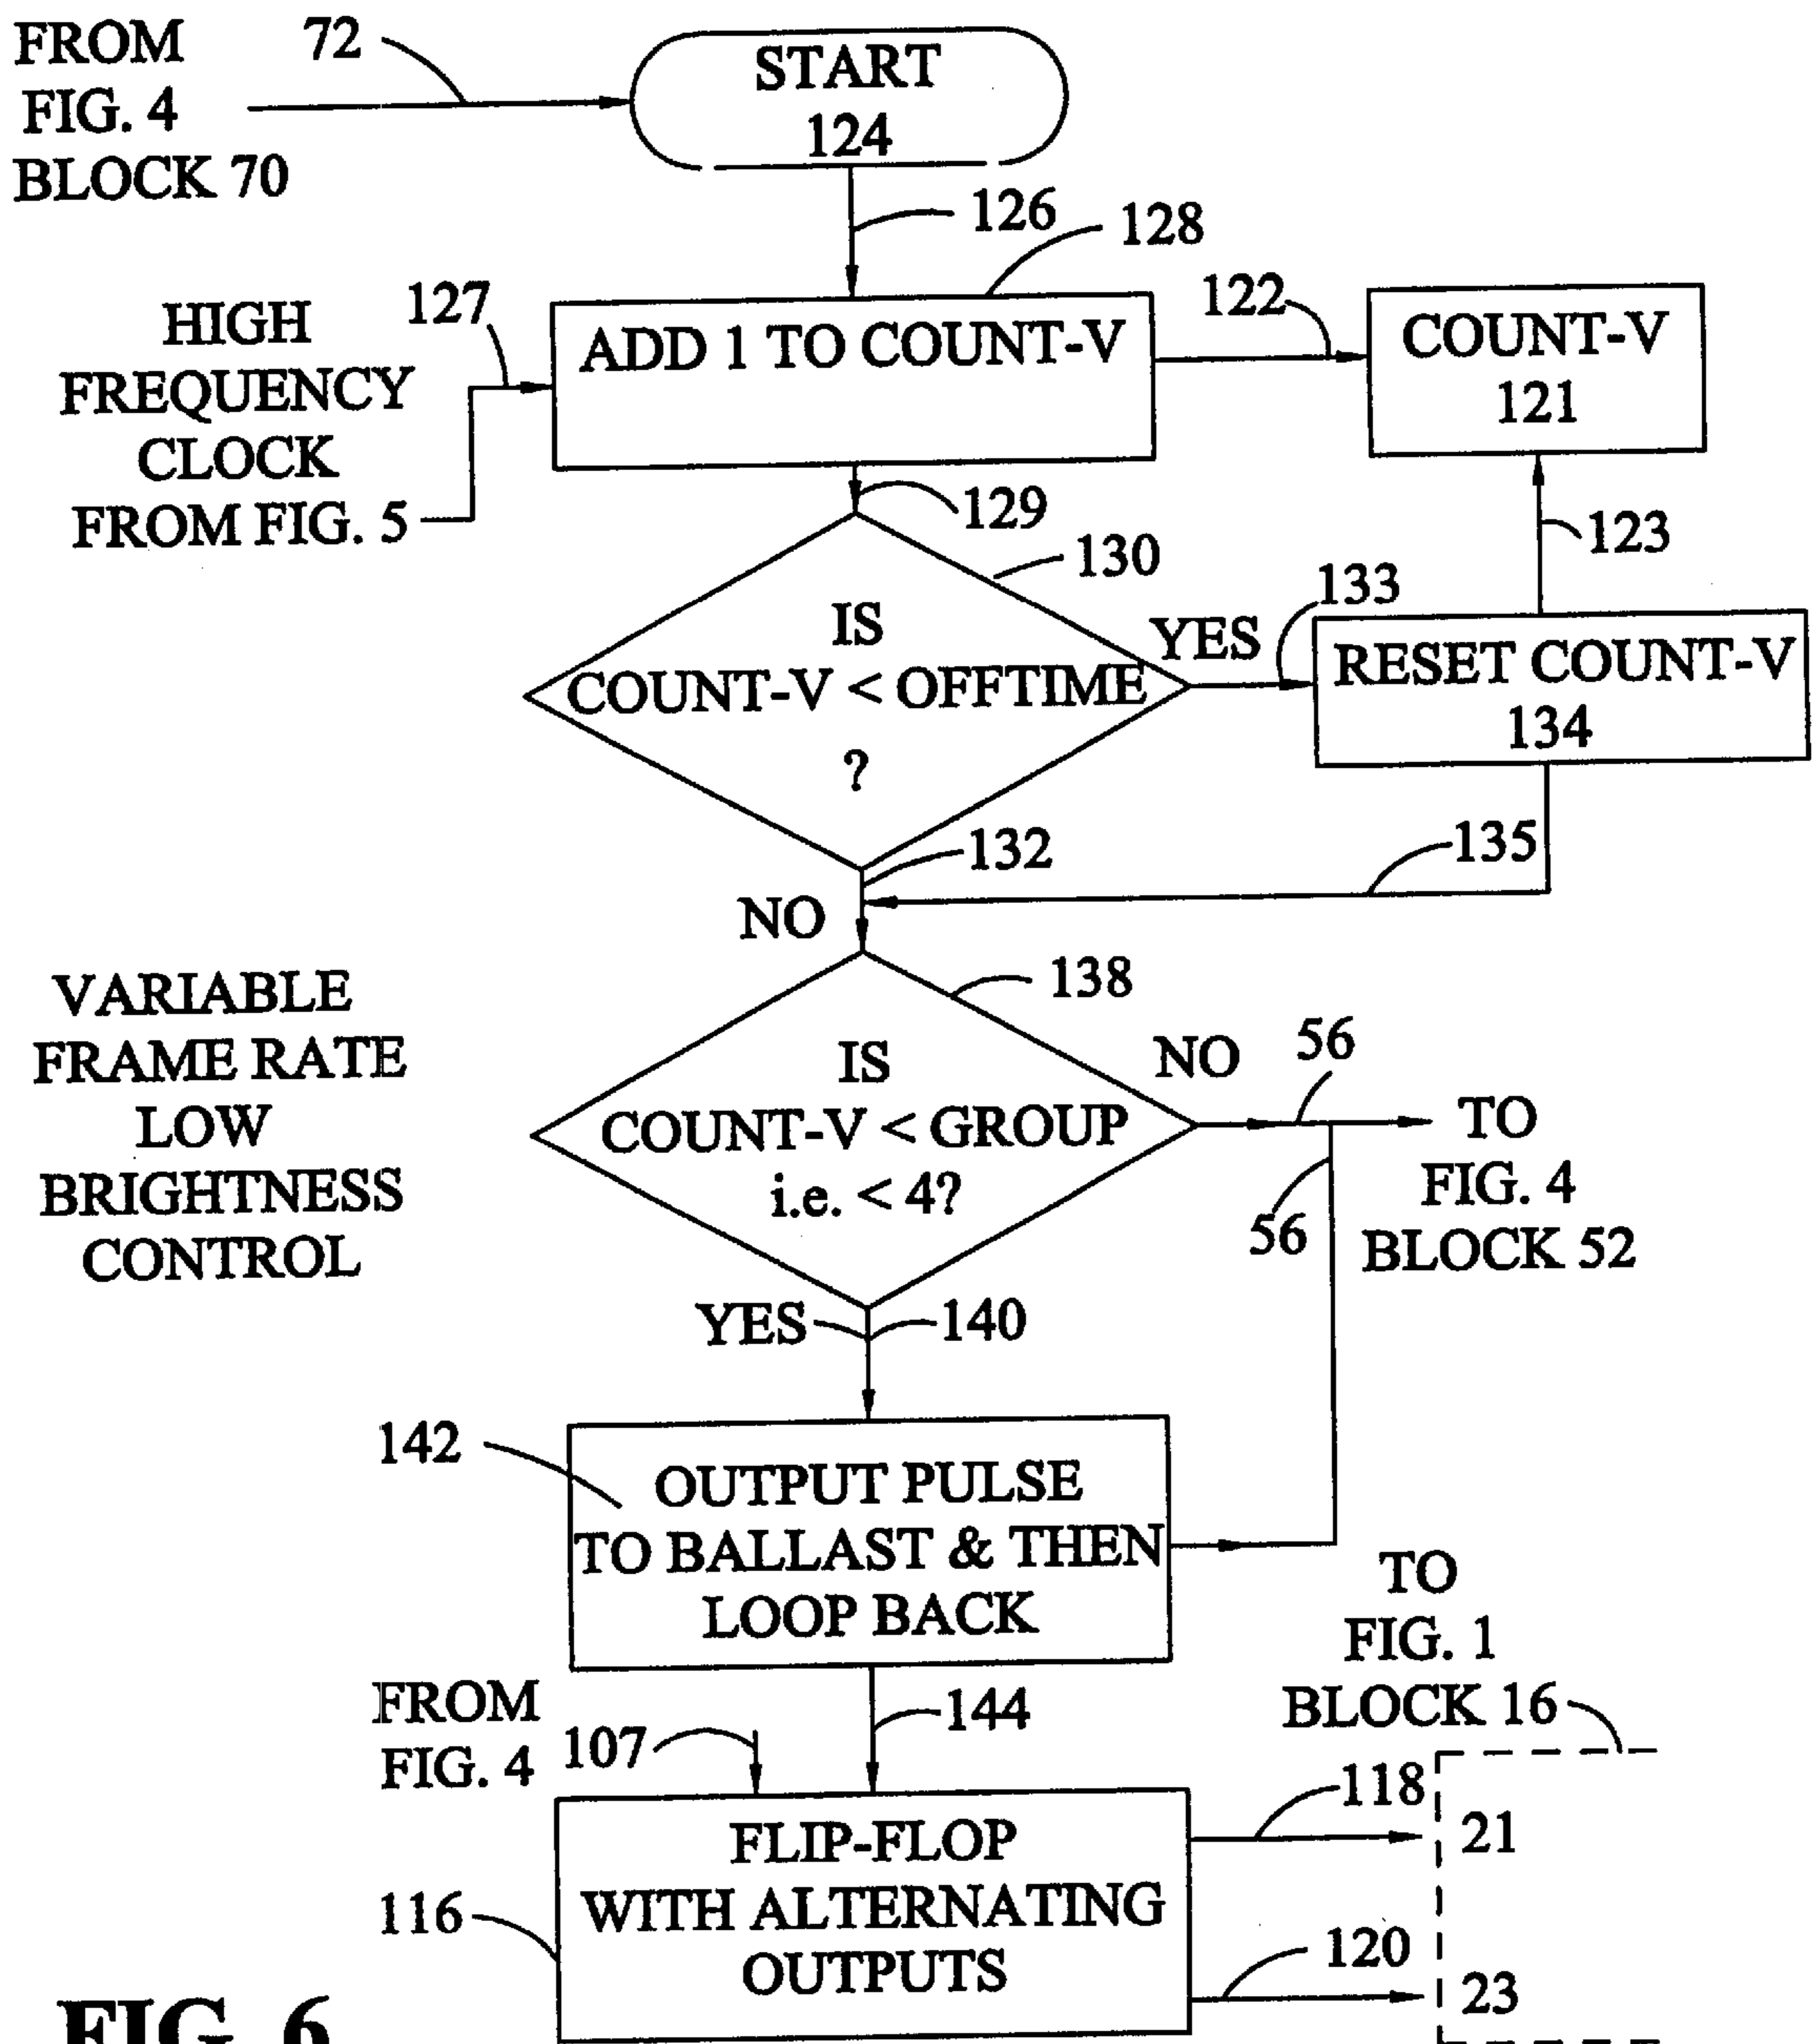 FROM
FIG. 4
BLOCK 70
72
START
124
126
128
HIGH
FREQUENCY
CLOCK
FROM FIG. 5
127
ADD 1 TO COUNT-V
122
COUNT-V
121
129
123
130
IS
COUNT-V < OFFTIME
?
YES
133
RESET COUNT-V
134
132
135
NO
VARIABLE
FRAME RATE
LOW
BRIGHTNESS
CONTROL
138
IS
COUNT-V < GROUP
i.e. < 4?
NO
56
56
TO
FIG. 4
BLOCK 52
YES
140
142
OUTPUT PULSE
TO BALLAST & THEN
LOOP BACK
TO
FIG. 1
BLOCK 16
FROM
FIG. 4
107
144
116
FLIP-FLOP
WITH ALTERNATING
OUTPUTS
118
21
120
23
FIG. 6